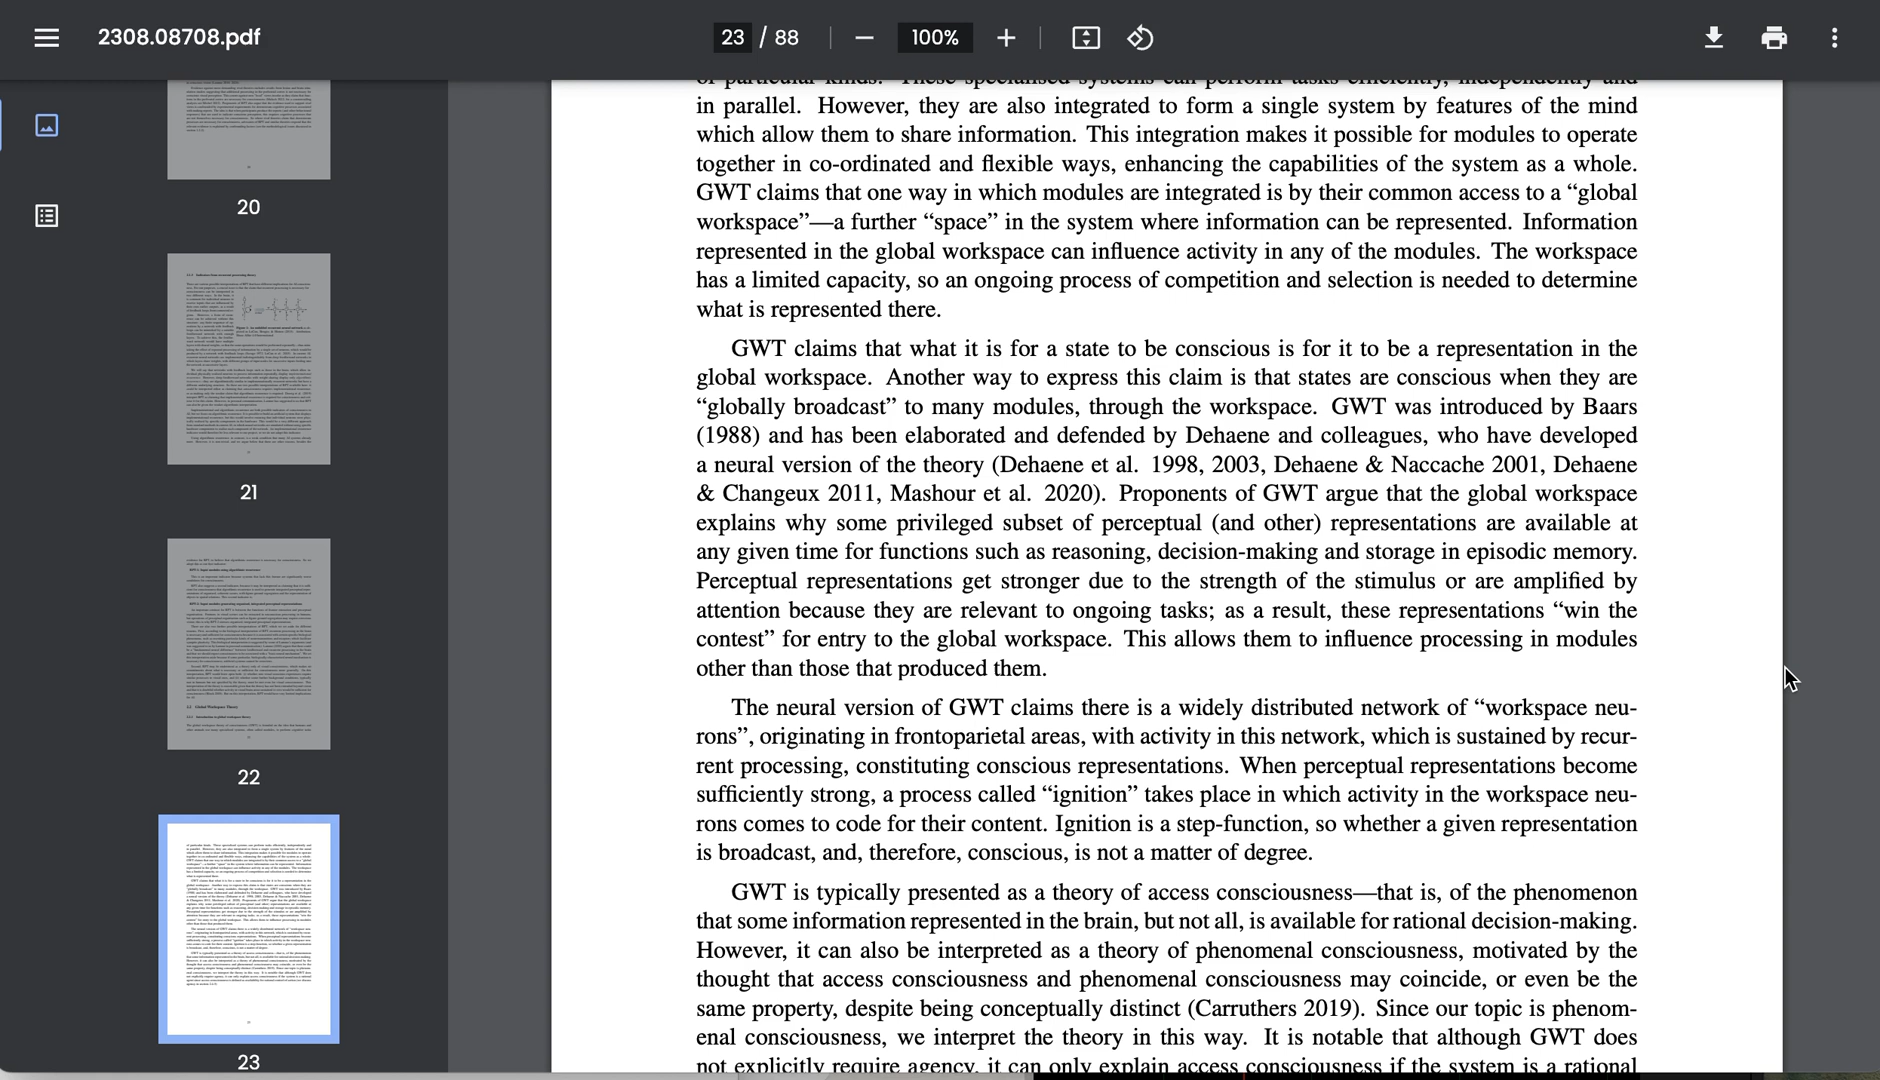 2308.08708.pdf
23 / 88
100%
20
21
22
23
of particular kinds. These specialised systems can perform tasks efficiently, independently and
in parallel. However, they are also integrated to form a single system by features of the mind
which allow them to share information. This integration makes it possible for modules to operate
together in co-ordinated and flexible ways, enhancing the capabilities of the system as a whole.
GWT claims that one way in which modules are integrated is by their common access to a “global
workspace”—a further “space” in the system where information can be represented. Information
represented in the global workspace can influence activity in any of the modules. The workspace
has a limited capacity, so an ongoing process of competition and selection is needed to determine
what is represented there.
GWT claims that what it is for a state to be conscious is for it to be a representation in the
global workspace. Another way to express this claim is that states are conscious when they are
“globally broadcast” to many modules, through the workspace. GWT was introduced by Baars
(1988) and has been elaborated and defended by Dehaene and colleagues, who have developed
a neural version of the theory (Dehaene et al. 1998, 2003, Dehaene & Naccache 2001, Dehaene
& Changeux 2011, Mashour et al. 2020). Proponents of GWT argue that the global workspace
explains why some privileged subset of perceptual (and other) representations are available at
any given time for functions such as reasoning, decision-making and storage in episodic memory.
Perceptual representations get stronger due to the strength of the stimulus or are amplified by
attention because they are relevant to ongoing tasks; as a result, these representations “win the
contest” for entry to the global workspace. This allows them to influence processing in modules
other than those that produced them.
The neural version of GWT claims there is a widely distributed network of “workspace neu-
rons”, originating in frontoparietal areas, with activity in this network, which is sustained by recur-
rent processing, constituting conscious representations. When perceptual representations become
sufficiently strong, a process called “ignition” takes place in which activity in the workspace neu-
rons comes to code for their content. Ignition is a step-function, so whether a given representation
is broadcast, and, therefore, conscious, is not a matter of degree.
GWT is typically presented as a theory of access consciousness—that is, of the phenomenon
that some information represented in the brain, but not all, is available for rational decision-making.
However, it can also be interpreted as a theory of phenomenal consciousness, motivated by the
thought that access consciousness and phenomenal consciousness may coincide, or even be the
same property, despite being conceptually distinct (Carruthers 2019). Since our topic is phenom-
enal consciousness, we interpret the theory in this way. It is notable that although GWT does
not explicitly require agency, it can only explain access consciousness if the system is a rational